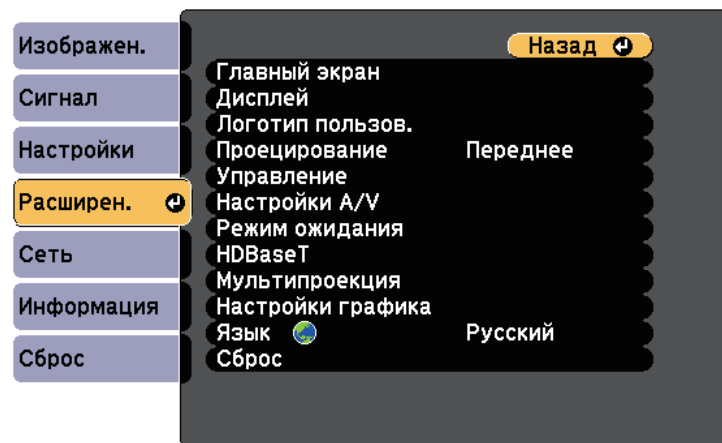 Изображен.
Сигнал
Настройки
Расширен.
Сеть
Информация
Сброс
Назад
Главный экран
Дисплей
Логотип пользов.
Проецирование Переднее
Управление
Настройки A/V
Режим ожидания
HDBaseT
Мультипроекция
Настройки графика
Язык Русский
Сброс